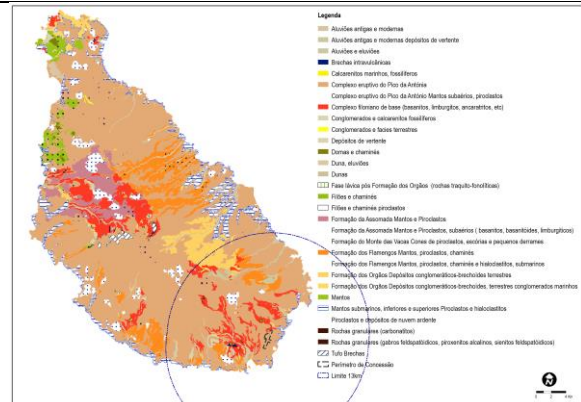 Legenda
Aluviões antigas e modernas
Aluviões antigas e modernas depósitos de vertente
Aluviões e eluviões
Brechas intravulcânicas
Calcarenitos marinhos, fossilíferos
Complexo eruptivo do Pico da António
Complexo eruptivo do Pico da António Mantos subaéreos, piroclastos
Complexo filoniano de base (basanitos, limburgitos, ancaratritos, etc)
Conglomerados e calcarenitos fossilíferos
Conglomerados e facies terrestres
Depósitos de vertente
Domas e chaminés
Duna, eluviões
Dunas
Fase lávica pós Formação dos Orgãos (rochas traquito-fonolíticas)
Filões e chaminés
Filões e chaminés piroclastos
Formação da Assomada Mantos e Piroclastos
Formação da Assomada Mantos e Piroclastos, subaéreos ( basanitos, basanitóides, limburgíticos)
Formação do Monte das Vacas Cones de piroclastos, escórias e pequenos derrames
Formação dos Flamengos Mantos, piroclastos, chaminés
Formação dos Flamengos Mantos, piroclastos, chaminés e hialoclastitos, submarinos
Formação dos Orgãos Depósitos conglomeráticos-brechoides terrestres
Formação dos Orgãos Depósitos conglomeráticos-brechoides, terrestres conglomerados marinhos
Mantos
Mantos submarinos, inferiores e superiores Piroclastos e hialoclastitos
Piroclastos e depósitos de nuvem ardente
Rochas granulares (carbonatitos)
Rochas granulares (gabros feldspatóidicos, piroxenitos alcalinos, sienitos feldspatóidicos)
Tufo Brechas
Perímetro de Concessão
Limite 13km